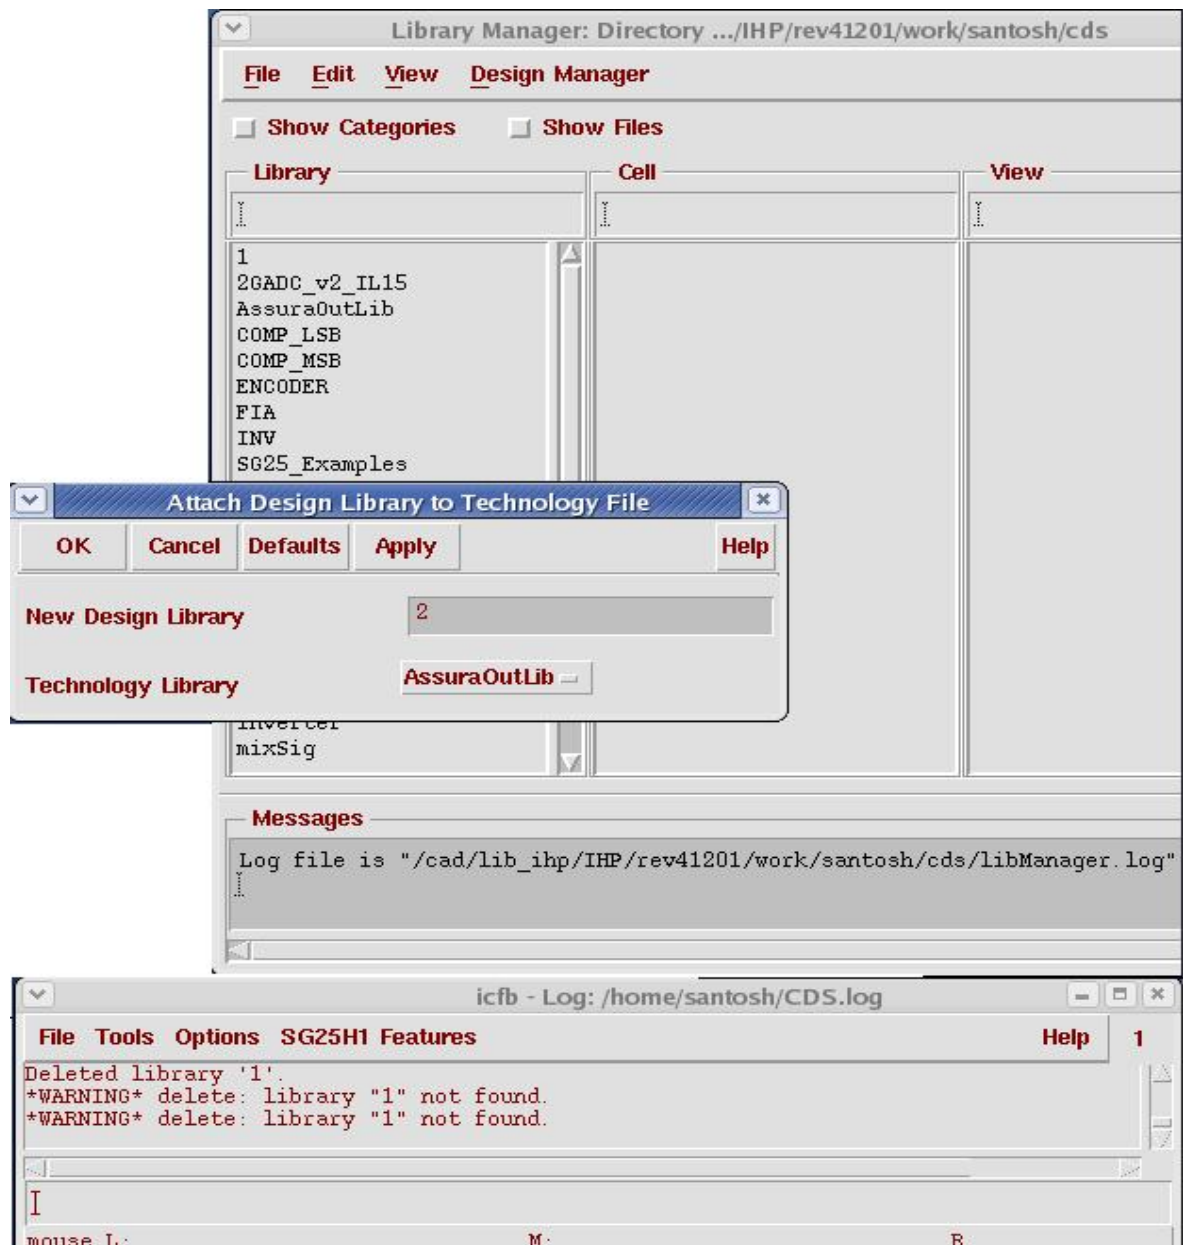 Library Manager: Directory .../IHP/rev41201/work/santosh/cds
File Edit View Design Manager
Show Categories Show Files
Library Cell View
1
2GADC_v2_IL15
AssuraOutLib
COMP_LSB
COMP_MSB
ENCODER
FIA
INV
SG25_Examples
Attach Design Library to Technology File
OK Cancel Defaults Apply Help
New Design Library 2
Technology Library AssuraOutLib
inverter
mixSig
Messages
Log file is "/cad/lib_ihp/IHP/rev41201/work/santosh/cds/libManager.log"
icfb - Log: /home/santosh/CDS.log
File Tools Options SG25H1 Features Help 1
Deleted library '1'.
*WARNING* delete: library "1" not found.
*WARNING* delete: library "1" not found.
mouse L: M: R